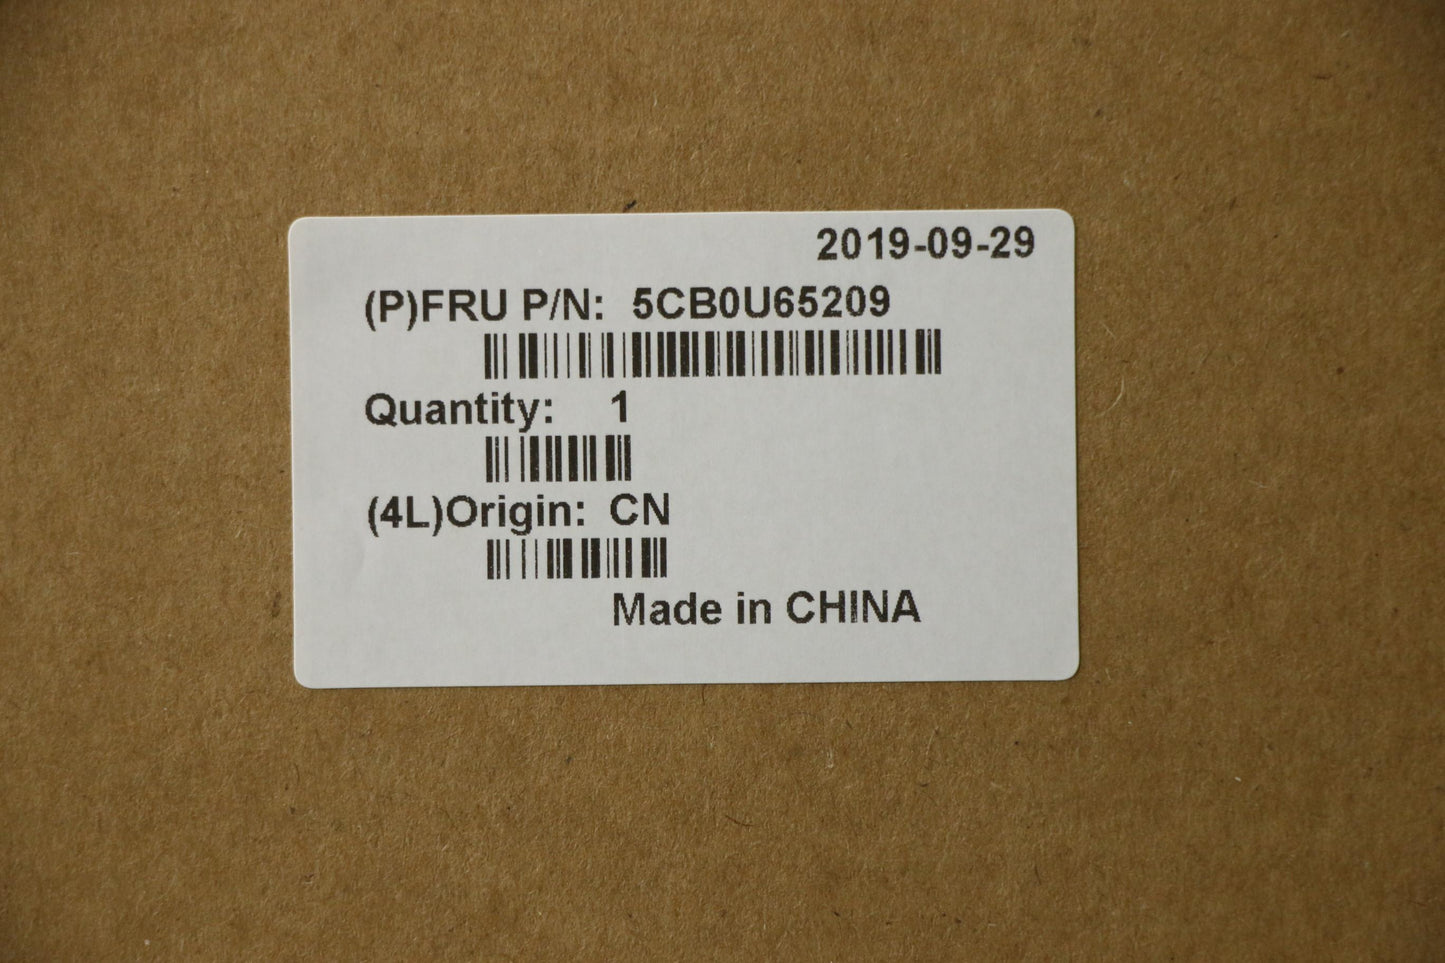 2019-09-29
(P)FRU P/N: 5CB0U65209
Quantity: 1
(4L)Origin: CN
Made in CHINA